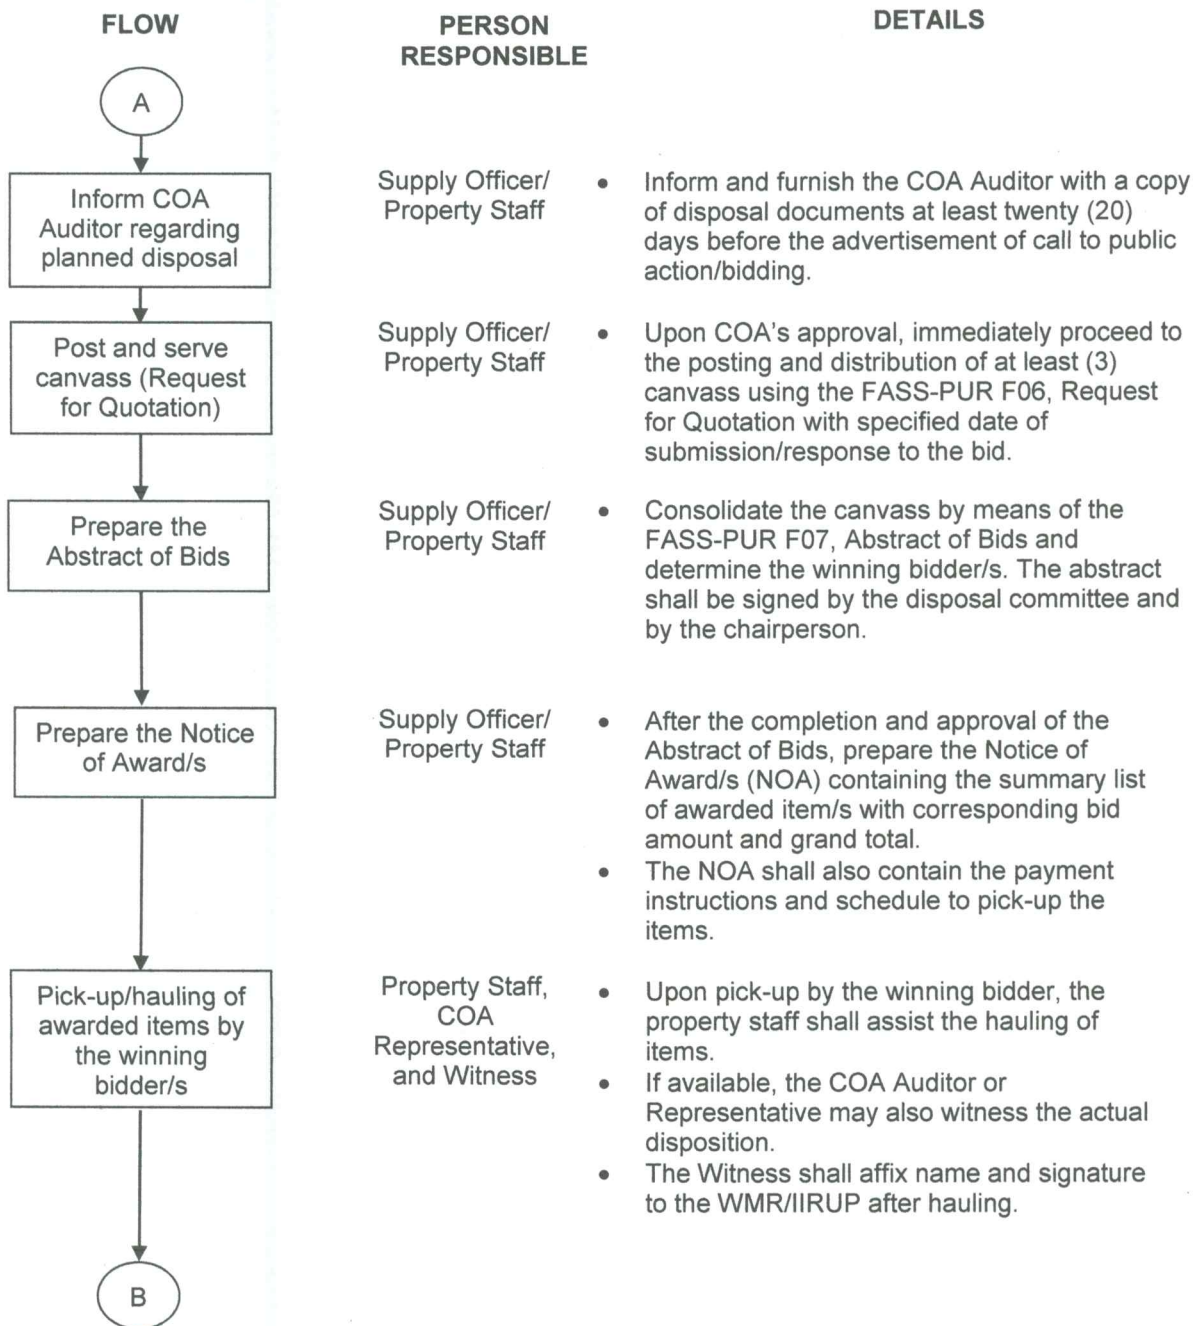 FLOW
PERSON
RESPONSIBLE
DETAILS
A
Inform COA
Auditor regarding
planned disposal
Supply Officer/
Property Staff
• Inform and furnish the COA Auditor with a copy
of disposal documents at least twenty (20)
days before the advertisement of call to public
action/bidding.
Post and serve
canvass (Request
for Quotation)
Supply Officer/
Property Staff
• Upon COA's approval, immediately proceed to
the posting and distribution of at least (3)
canvass using the FASS-PUR F06, Request
for Quotation with specified date of
submission/response to the bid.
Prepare the
Abstract of Bids
Supply Officer/
Property Staff
• Consolidate the canvass by means of the
FASS-PUR F07, Abstract of Bids and
determine the winning bidder/s. The abstract
shall be signed by the disposal committee and
by the chairperson.
Prepare the Notice
of Award/s
Supply Officer/
Property Staff
• After the completion and approval of the
Abstract of Bids, prepare the Notice of
Award/s (NOA) containing the summary list
of awarded item/s with corresponding bid
amount and grand total.
• The NOA shall also contain the payment
instructions and schedule to pick-up the
items.
Pick-up/hauling of
awarded items by
the winning
bidder/s
Property Staff,
COA
Representative,
and Witness
• Upon pick-up by the winning bidder, the
property staff shall assist the hauling of
items.
• If available, the COA Auditor or
Representative may also witness the actual
disposition.
• The Witness shall affix name and signature
to the WMR/IIRUP after hauling.
B